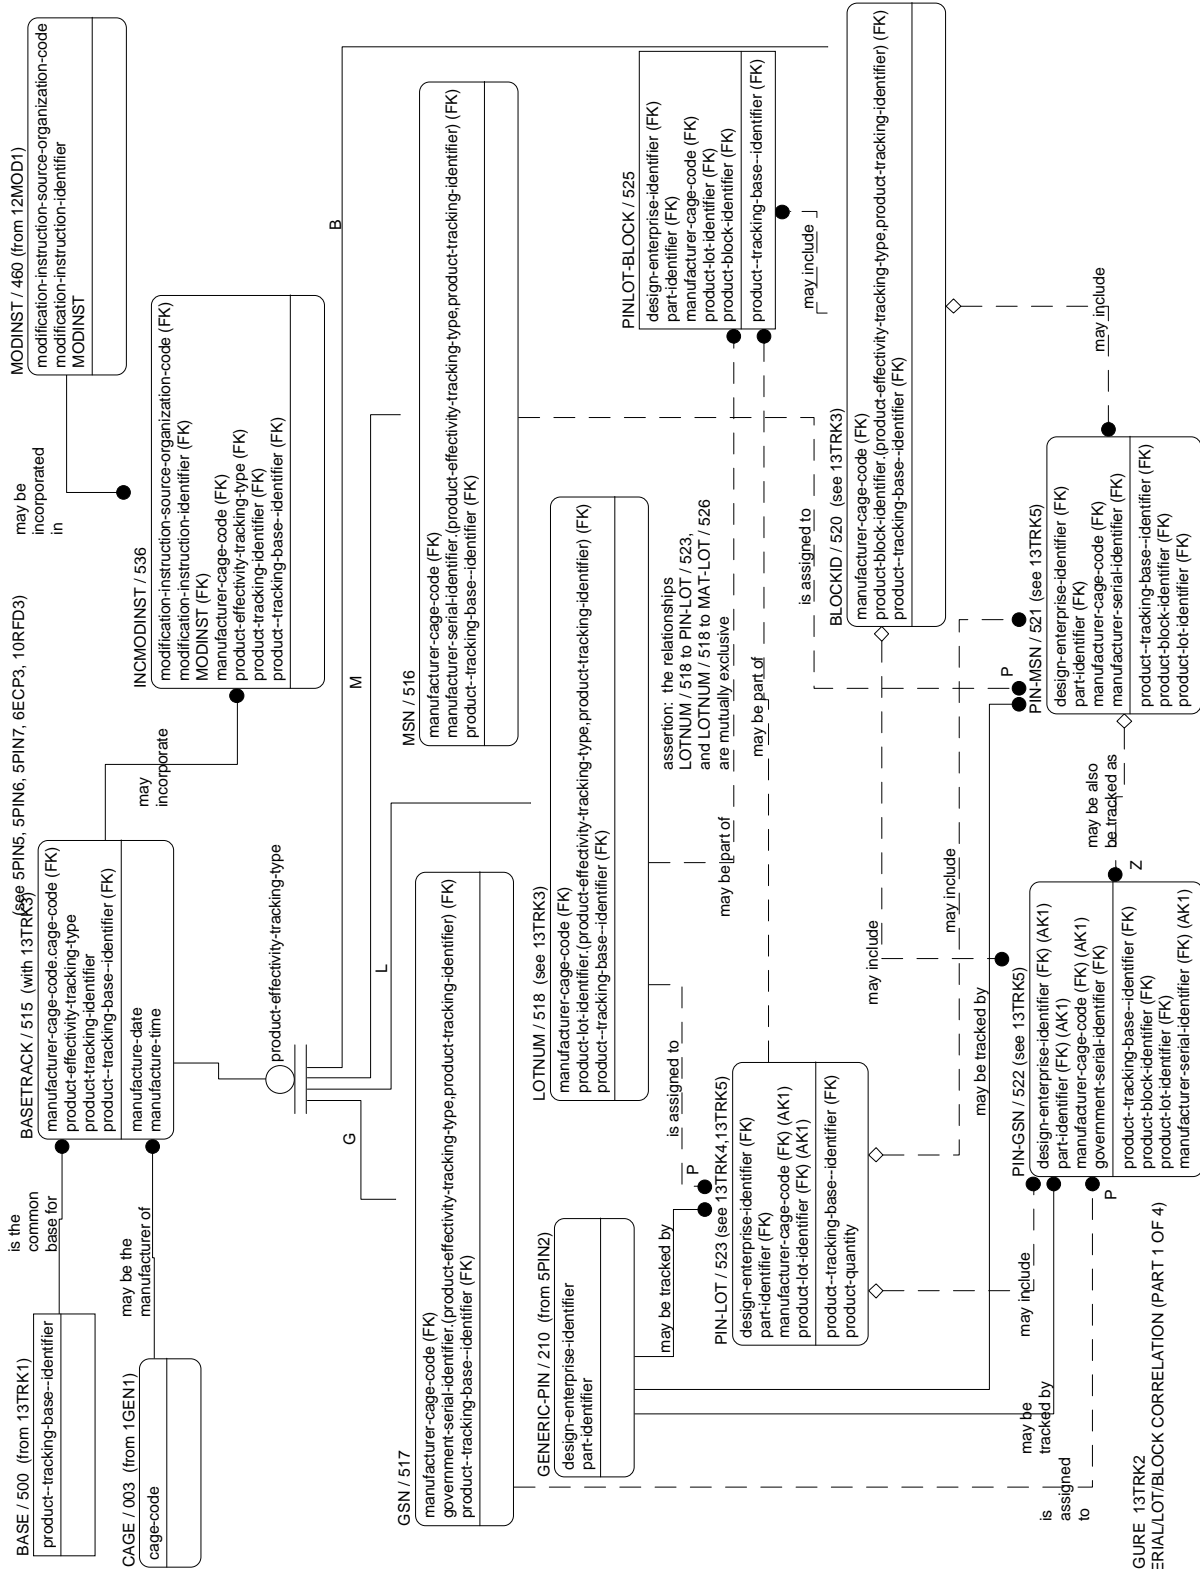 BASE / 500 (from 13TRK1)
product--tracking-base--identifier
is the
common
base for
CAGE / 003 (from 1GEN1)
cage-code
may be the
manufacturer of
(see 5PIN5, 5PIN6, 5PIN7, 6ECP3, 10RFD3)
BASETRACK / 515 (with 13TRK3)
manufacturer-cage-code.cage-code (FK)
product-effectivity-tracking-type
product-tracking-identifier
product--tracking-base--identifier (FK)
manufacture-date
manufacture-time
may
incorporate
INCMODINST / 536
modification-instruction-source-organization-code (FK)
modification-instruction-identifier (FK)
MODINST (FK)
manufacturer-cage-code (FK)
product-effectivity-tracking-type (FK)
product-tracking-identifier (FK)
product--tracking-base--identifier (FK)
may be
incorporated
in
MODINST / 460 (from 12MOD1)
modification-instruction-source-organization-code
modification-instruction-identifier
MODINST
product-effectivity-tracking-type
G
L
M
B
GSN / 517
manufacturer-cage-code (FK)
government-serial-identifier.(product-effectivity-tracking-type,product-tracking-identifier) (FK)
product--tracking-base--identifier (FK)
LOTNUM / 518 (see 13TRK3)
manufacturer-cage-code (FK)
product-lot-identifier.(product-effectivity-tracking-type,product-tracking-identifier) (FK)
product--tracking-base--identifier (FK)
MSN / 516
manufacturer-cage-code (FK)
manufacturer-serial-identifier.(product-effectivity-tracking-type,product-tracking-identifier) (FK)
product--tracking-base--identifier (FK)
GENERIC-PIN / 210 (from 5PIN2)
design-enterprise-identifier
part-identifier
may be tracked by
is assigned to
P
assertion: the relationships
LOTNUM / 518 to PIN-LOT / 523,
and LOTNUM / 518 to MAT-LOT / 526
are mutually exclusive
may be part of
may be part of
PINLOT-BLOCK / 525
design-enterprise-identifier (FK)
part-identifier (FK)
manufacturer-cage-code (FK)
product-lot-identifier (FK)
product-block-identifier (FK)
product--tracking-base--identifier (FK)
may include
PIN-LOT / 523 (see 13TRK4,13TRK5)
design-enterprise-identifier (FK)
part-identifier (FK)
manufacturer-cage-code (FK) (AK1)
product-lot-identifier (FK) (AK1)
product--tracking-base--identifier (FK)
product-quantity
is assigned to
BLOCKID / 520 (see 13TRK3)
manufacturer-cage-code (FK)
product-block-identifier.(product-effectivity-tracking-type,product-tracking-identifier) (FK)
product--tracking-base--identifier (FK)
may include
may include
may include
may include
may be tracked by
may be
tracked by
is
assigned
to
P
PIN-GSN / 522 (see 13TRK5)
design-enterprise-identifier (FK) (AK1)
part-identifier (FK) (AK1)
manufacturer-cage-code (FK) (AK1)
government-serial-identifier (FK)
product--tracking-base--identifier (FK)
product-block-identifier (FK)
product-lot-identifier (FK)
manufacturer-serial-identifier (FK) (AK1)
Z
may be also
be tracked as
P
PIN-MSN / 521 (see 13TRK5)
design-enterprise-identifier (FK)
part-identifier (FK)
manufacturer-cage-code (FK)
manufacturer-serial-identifier (FK)
product--tracking-base--identifier (FK)
product-block-identifier (FK)
product-lot-identifier (FK)
GURE 13TRK2
ERIAL/LOT/BLOCK CORRELATION (PART 1 OF 4)